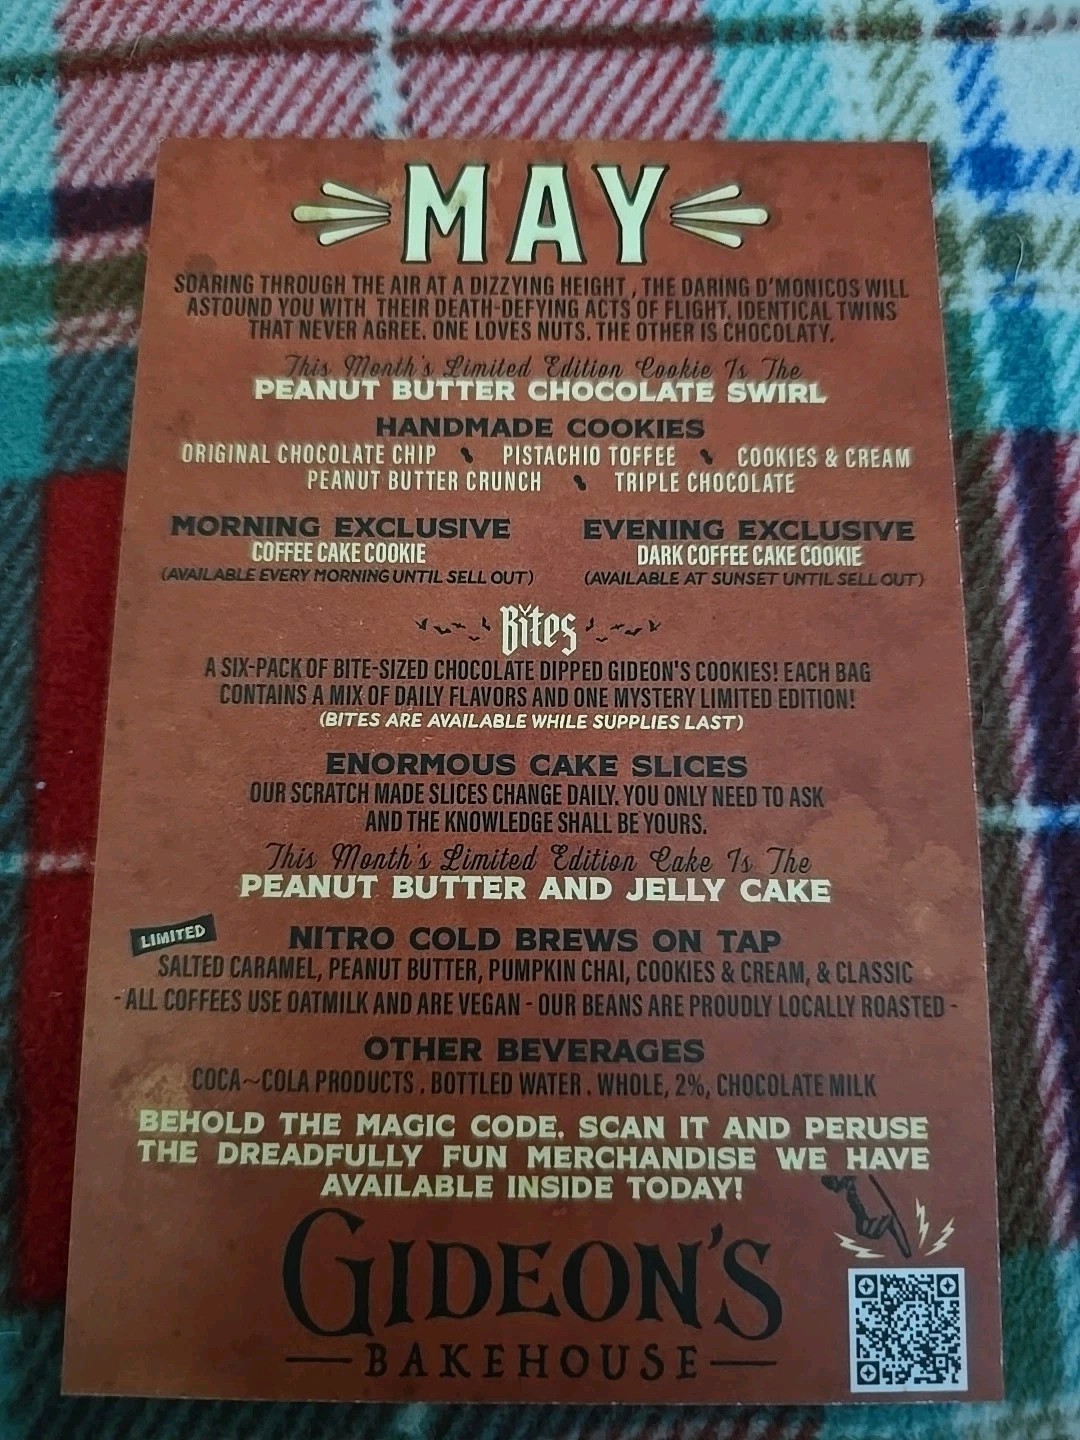 MAY
SOARING THROUGH THE AIR AT A DIZZYING HEIGHT , THE DARING D'MONICOS WILL
ASTOUND YOU WITH THEIR DEATH-DEFYING ACTS OF FLIGHT. IDENTICAL TWINS
THAT NEVER AGREE. ONE LOVES NUTS. THE OTHER IS CHOCOLATY.
This Month's Limited Edition Cookie Is The
PEANUT BUTTER CHOCOLATE SWIRL
HANDMADE COOKIES
ORIGINAL CHOCOLATE CHIP PISTACHIO TOFFEE COOKIES & CREAM
PEANUT BUTTER CRUNCH TRIPLE CHOCOLATE
MORNING EXCLUSIVE
COFFEE CAKE COOKIE
(AVAILABLE EVERY MORNING UNTIL SELL OUT)
EVENING EXCLUSIVE
DARK COFFEE CAKE COOKIE
(AVAILABLE AT SUNSET UNTIL SELL OUT)
Bites
A SIX-PACK OF BITE-SIZED CHOCOLATE DIPPED GIDEON'S COOKIES! EACH BAG
CONTAINS A MIX OF DAILY FLAVORS AND ONE MYSTERY LIMITED EDITION!
(BITES ARE AVAILABLE WHILE SUPPLIES LAST)
ENORMOUS CAKE SLICES
OUR SCRATCH MADE SLICES CHANGE DAILY. YOU ONLY NEED TO ASK
AND THE KNOWLEDGE SHALL BE YOURS.
This Month's Limited Edition Cake Is The
PEANUT BUTTER AND JELLY CAKE
LIMITED
NITRO COLD BREWS ON TAP
SALTED CARAMEL, PEANUT BUTTER, PUMPKIN CHAI, COOKIES & CREAM, & CLASSIC
- ALL COFFEES USE OATMILK AND ARE VEGAN - OUR BEANS ARE PROUDLY LOCALLY ROASTED -
OTHER BEVERAGES
COCA~COLA PRODUCTS . BOTTLED WATER . WHOLE, 2%, CHOCOLATE MILK
BEHOLD THE MAGIC CODE. SCAN IT AND PERUSE
THE DREADFULLY FUN MERCHANDISE WE HAVE
AVAILABLE INSIDE TODAY!
GIDEON'S
BAKEHOUSE